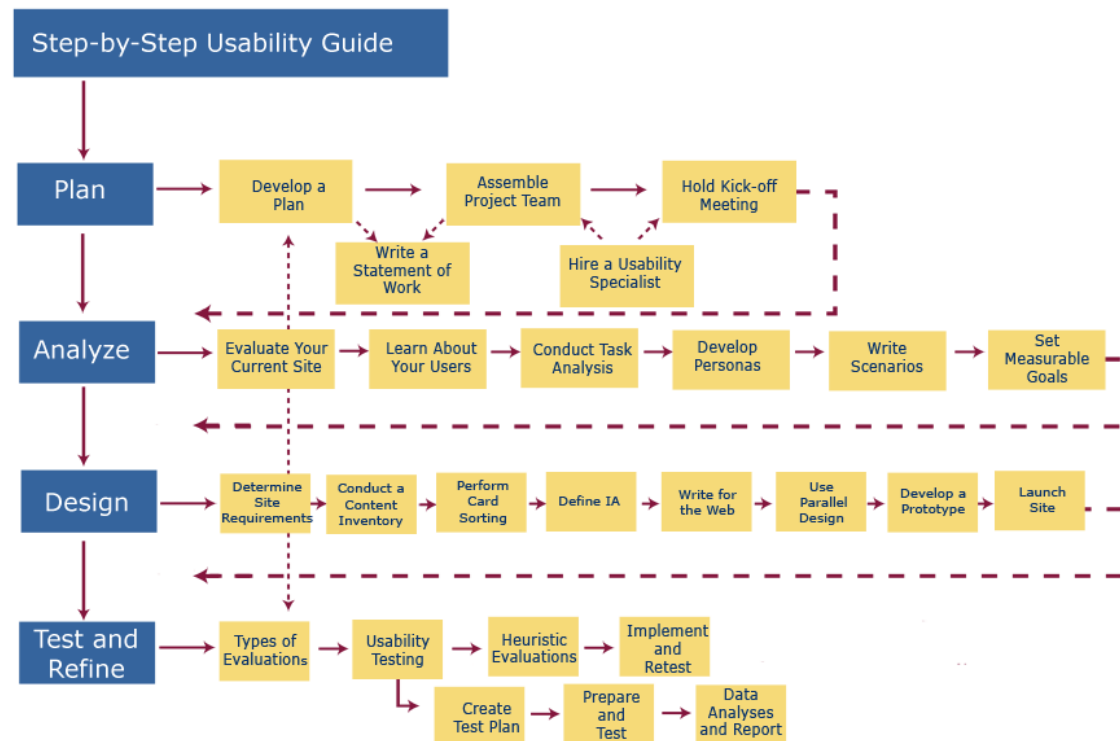 Step-by-Step Usability Guide
Plan
Develop a
Plan
Assemble
Project Team
Hold Kick-off
Meeting
Write a
Statement of
Work
Hire a Usability
Specialist
Analyze
Evaluate Your
Current Site
Learn About
Your Users
Conduct Task
Analysis
Develop
Personas
Write
Scenarios
Set
Measurable
Goals
Design
Determine
Site
Requirements
Conduct a
Content
Inventory
Perform
Card
Sorting
Define IA
Write for
the Web
Use
Parallel
Design
Develop a
Prototype
Launch
Site
Test and
Refine
Types of
Evaluations
Usability
Testing
Heuristic
Evaluations
Implement
and
Retest
Create
Test Plan
Prepare
and
Test
Data
Analyses
and Report